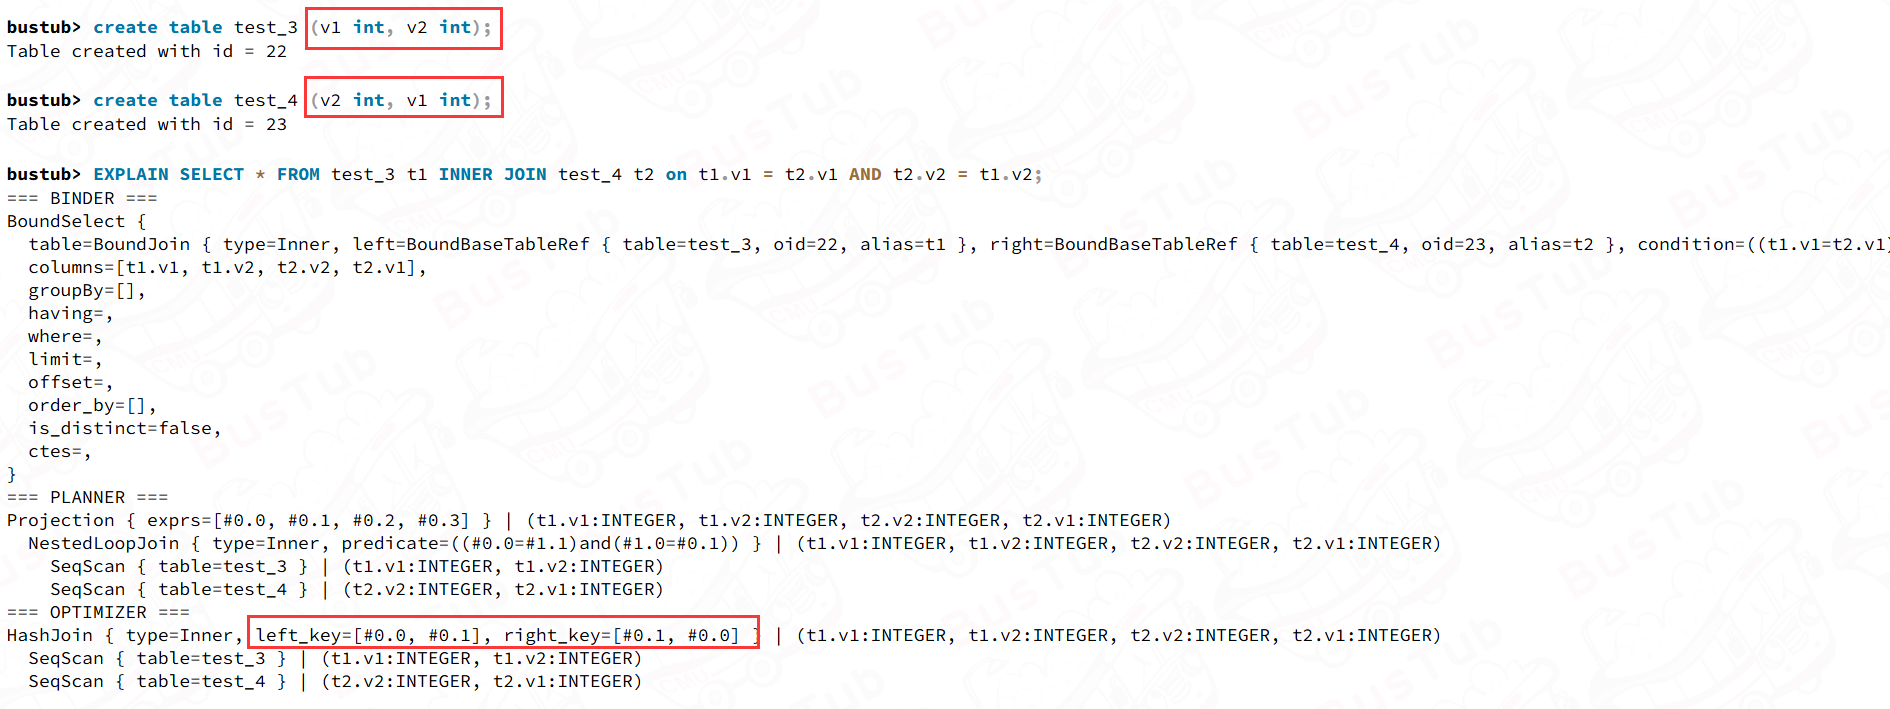 bustub> create table test_3 (v1 int, v2 int);
Table created with id = 22
bustub> create table test_4 (v2 int, v1 int);
Table created with id = 23
bustub> EXPLAIN SELECT * FROM test_3 t1 INNER JOIN test_4 t2 on t1.v1 = t2.v1 AND t2.v2 = t1.v2;
=== BINDER ===
BoundSelect {
  table=BoundJoin { type=Inner, left=BoundBaseTableRef { table=test_3, oid=22, alias=t1 }, right=BoundBaseTableRef { table=test_4, oid=23, alias=t2 }, condition=((t1.v1=t2.v1)
  columns=[t1.v1, t1.v2, t2.v2, t2.v1],
  groupBy=[],
  having=,
  where=,
  limit=,
  offset=,
  order_by=[],
  is_distinct=false,
  ctes=,
}
=== PLANNER ===
Projection { exprs=[#0.0, #0.1, #0.2, #0.3] } | (t1.v1:INTEGER, t1.v2:INTEGER, t2.v2:INTEGER, t2.v1:INTEGER)
  NestedLoopJoin { type=Inner, predicate=((#0.0=#1.1)and(#1.0=#0.1)) } | (t1.v1:INTEGER, t1.v2:INTEGER, t2.v2:INTEGER, t2.v1:INTEGER)
    SeqScan { table=test_3 } | (t1.v1:INTEGER, t1.v2:INTEGER)
    SeqScan { table=test_4 } | (t2.v2:INTEGER, t2.v1:INTEGER)
=== OPTIMIZER ===
HashJoin { type=Inner, left_key=[#0.0, #0.1], right_key=[#0.1, #0.0] } | (t1.v1:INTEGER, t1.v2:INTEGER, t2.v2:INTEGER, t2.v1:INTEGER)
  SeqScan { table=test_3 } | (t1.v1:INTEGER, t1.v2:INTEGER)
  SeqScan { table=test_4 } | (t2.v2:INTEGER, t2.v1:INTEGER)